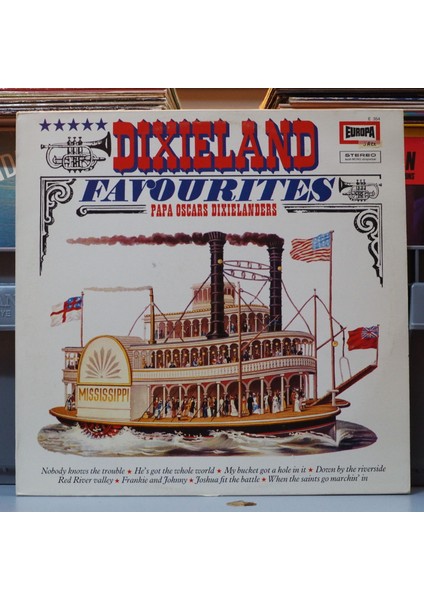 ★★★★★ DIXIELAND
E 354
EUROPA
STEREO
FAVOURITES
PAPA OSCARS DIXIELANDERS
MISSISSIPPI
Nobody knows the trouble ★ He's got the whole world ★ My bucket got a hole in it ★ Down by the riverside
Red River valley ★ Frankie and Johnny ★ Joshua fit the battle ★ When the saints go marchin' in